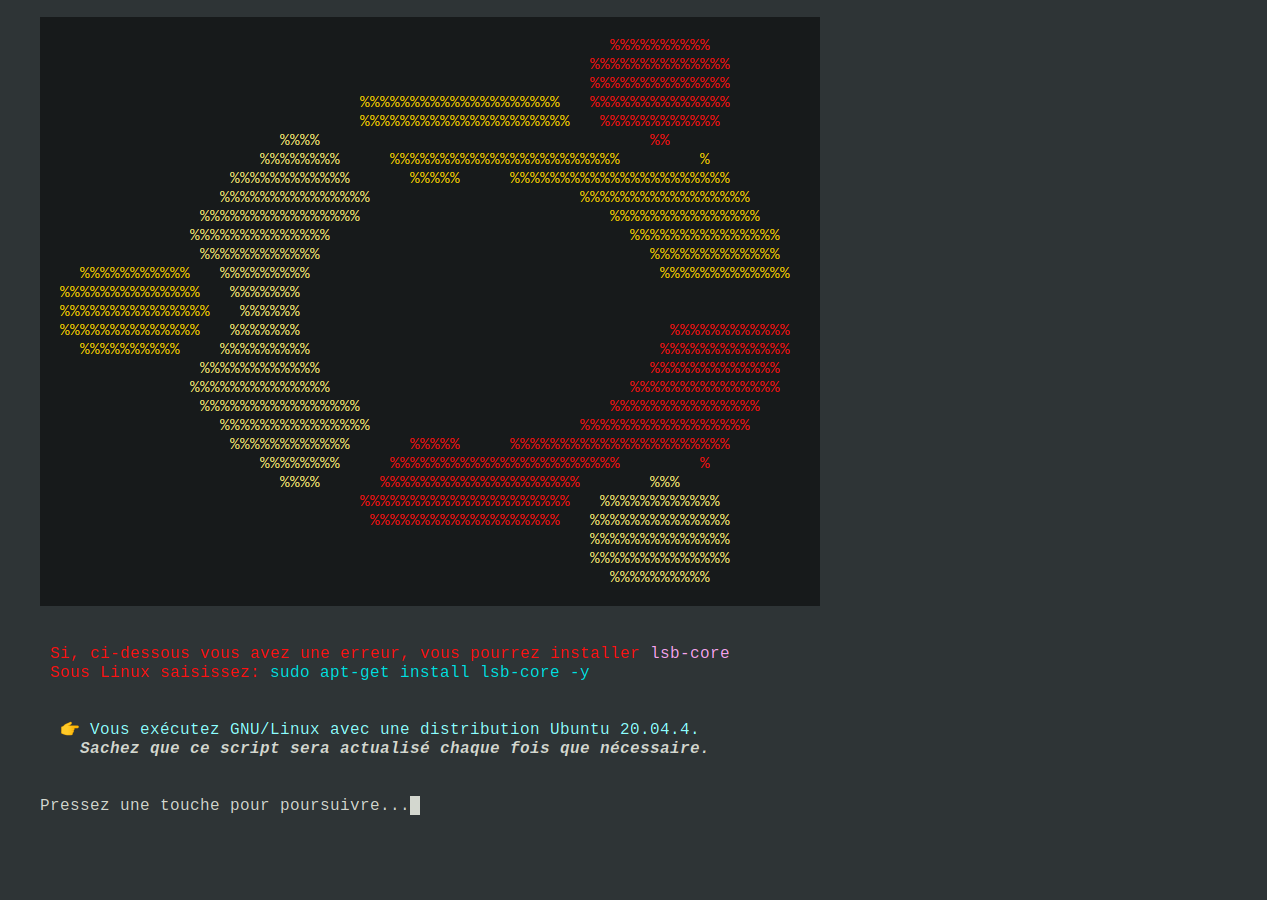 Si, ci-dessous vous avez une erreur, vous pourrez installer lsb-core
Sous Linux saisissez: sudo apt-get install lsb-core -y
👉 Vous exécutez GNU/Linux avec une distribution Ubuntu 20.04.4.
Sachez que ce script sera actualisé chaque fois que nécessaire.
Pressez une touche pour poursuivre...